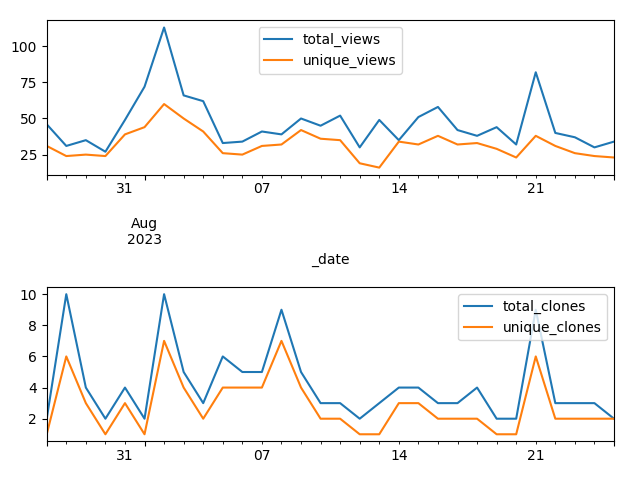 100
75
50
25
total_views
unique_views
31 07 14 21
Aug
2023
_date
10
8
6
4
2
total_clones
unique_clones
31 07 14 21